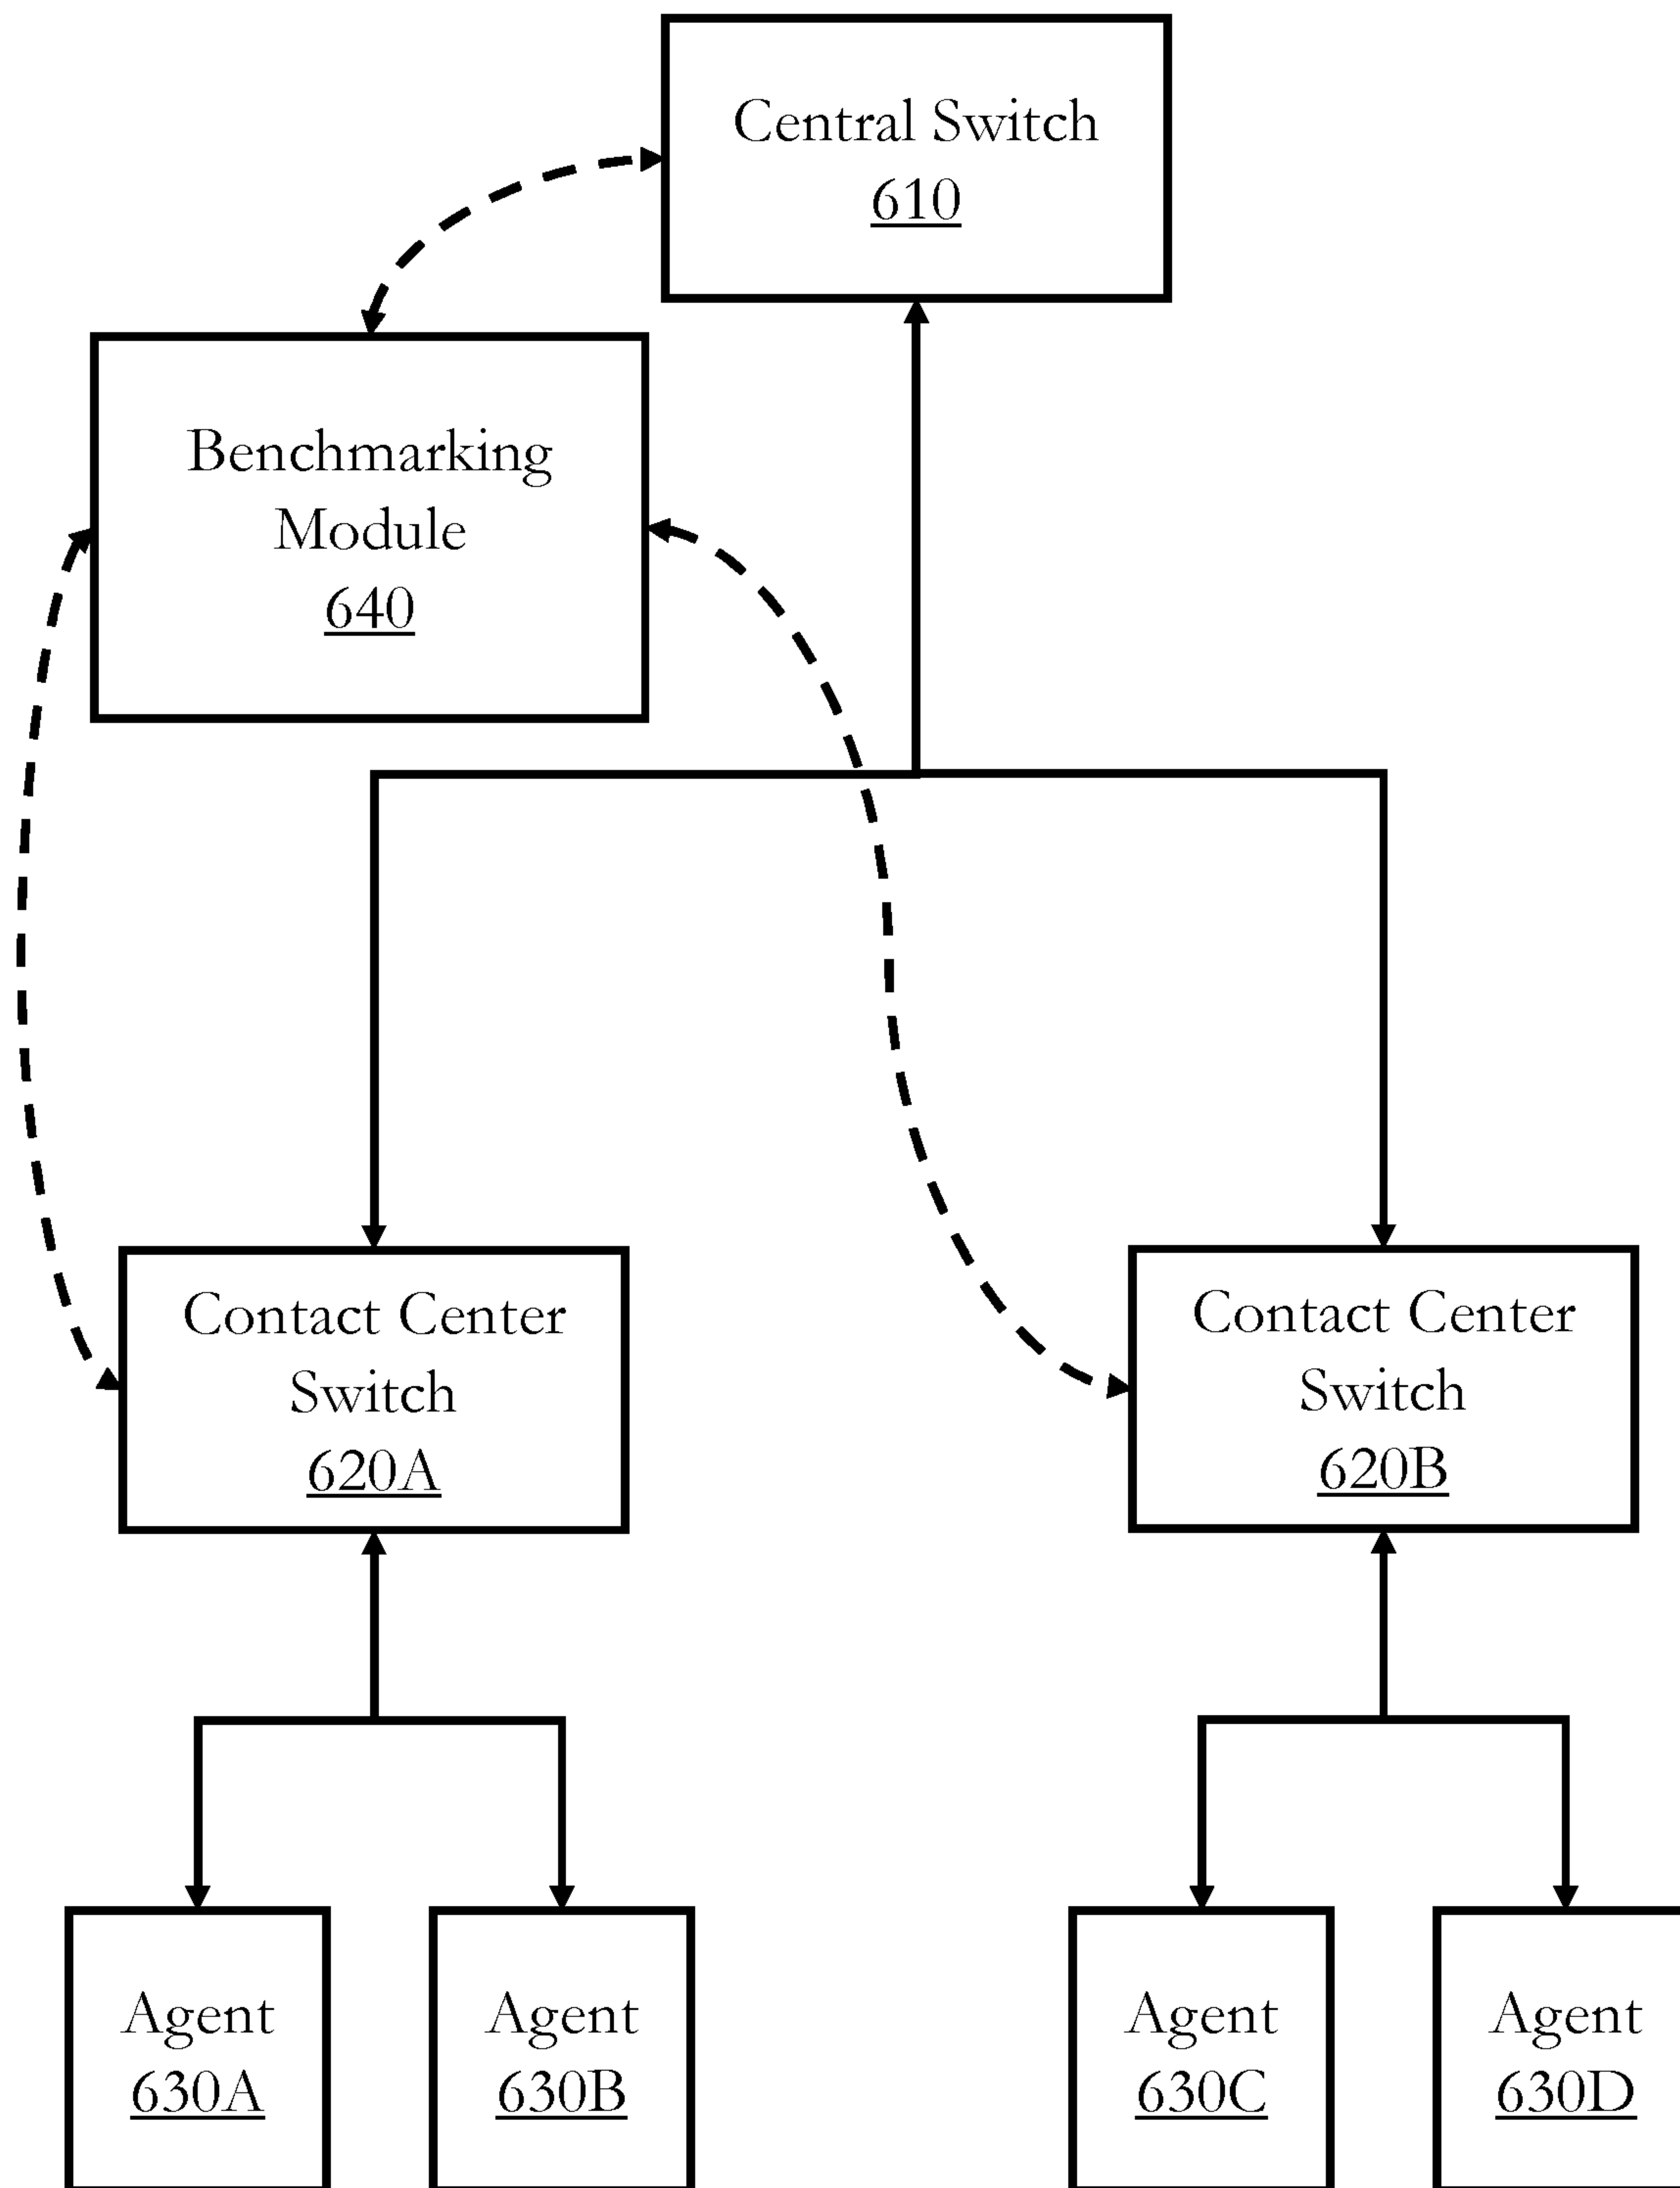 Central Switch
610
Benchmarking
Module
640
Contact Center
Switch
620A
Contact Center
Switch
620B
Agent
630A
Agent
630B
Agent
630C
Agent
630D